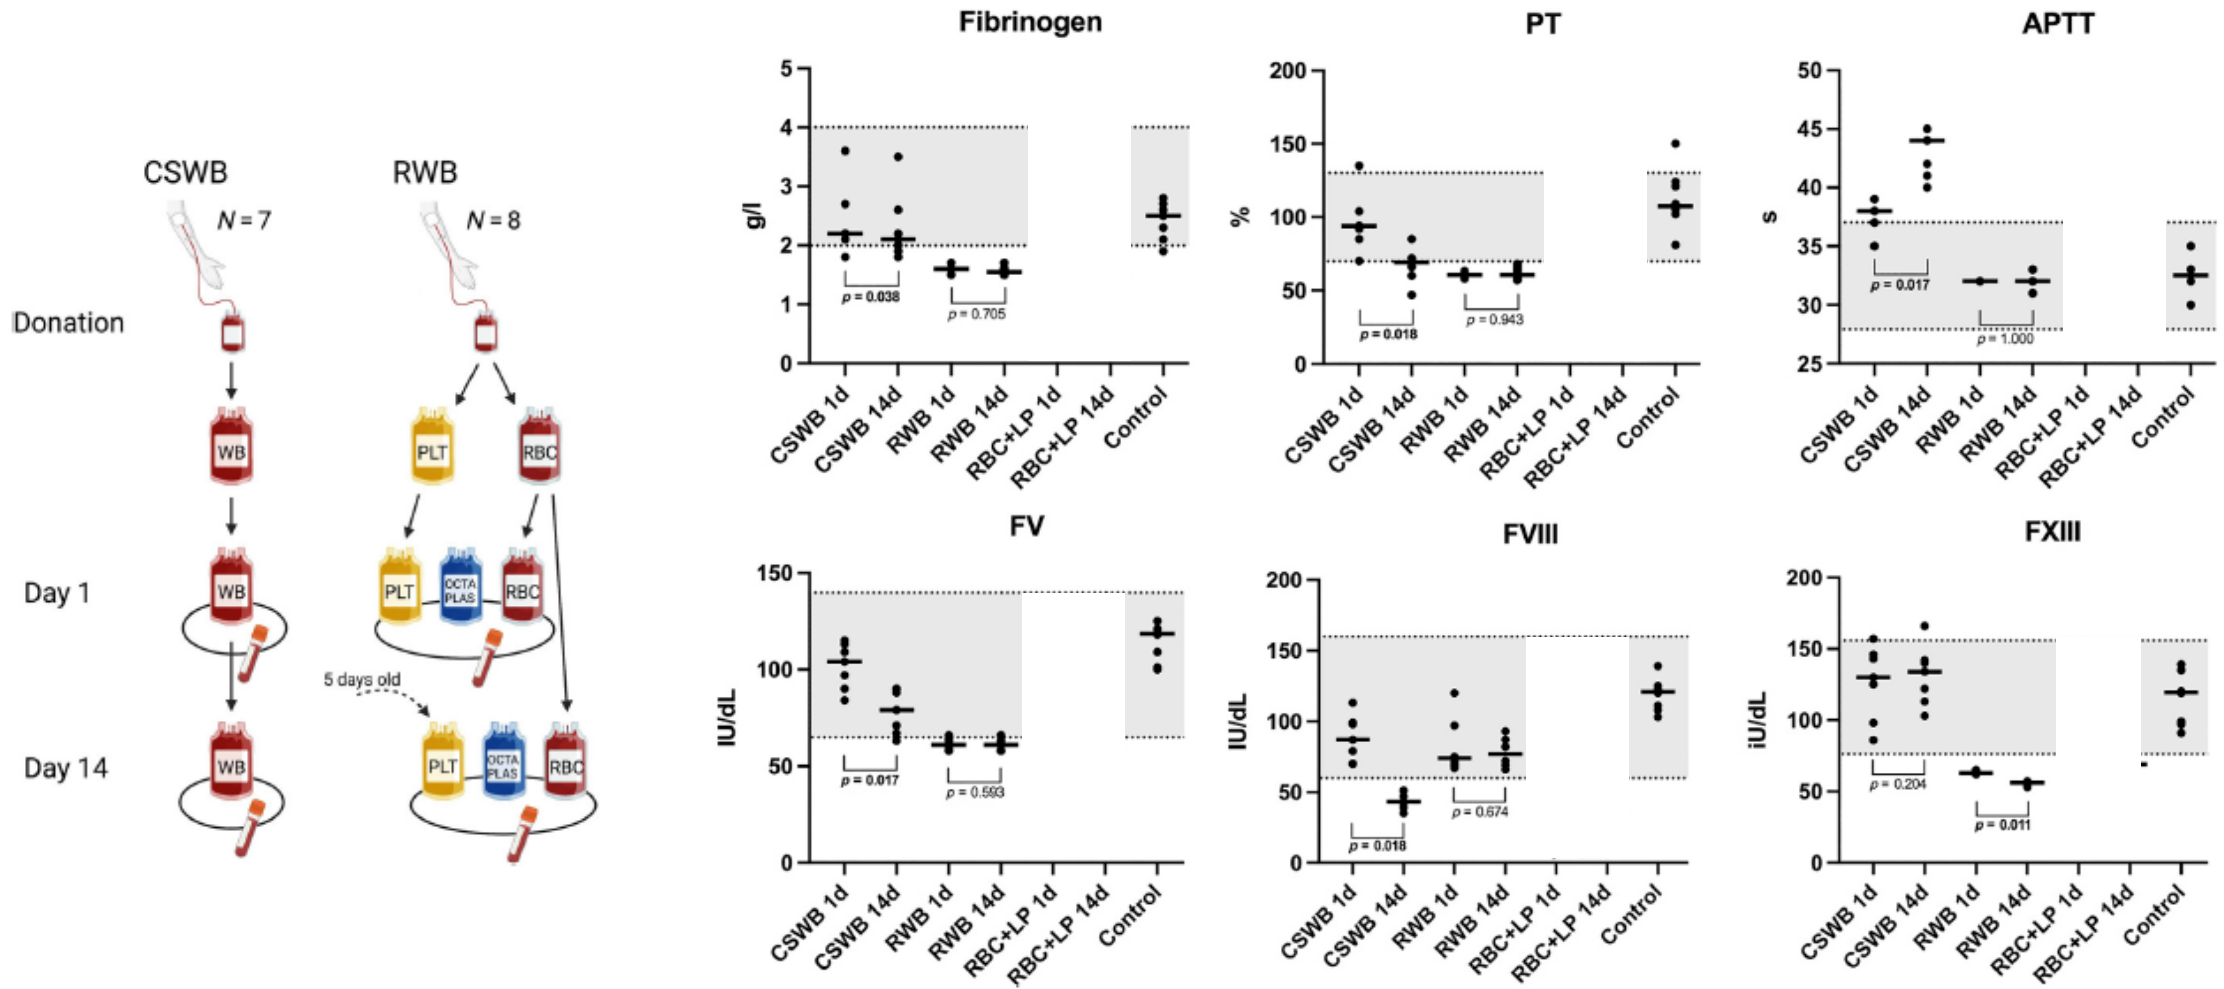 CSWB
N = 7
RWB
N = 8
Donation
WB
PLT
RBC
Day 1
WB
PLT
OCTA
PLAS
RBC
5 days old
Day 14
WB
PLT
OCTA
PLAS
RBC
Fibrinogen
g/l
5
4
3
2
1
0
p = 0.038
p = 0.705
CSWB 1d
CSWB 14d
RWB 1d
RWB 14d
RBC+LP 1d
RBC+LP 14d
Control
PT
%
200
150
100
50
0
p = 0.018
p = 0.943
CSWB 1d
CSWB 14d
RWB 1d
RWB 14d
RBC+LP 1d
RBC+LP 14d
Control
APTT
s
50
45
40
35
30
25
p = 0.017
p = 1.000
CSWB 1d
CSWB 14d
RWB 1d
RWB 14d
RBC+LP 1d
RBC+LP 14d
Control
FV
IU/dL
150
100
50
0
p = 0.017
p = 0.593
CSWB 1d
CSWB 14d
RWB 1d
RWB 14d
RBC+LP 1d
RBC+LP 14d
Control
FVIII
IU/dL
200
150
100
50
0
p = 0.018
p = 0.674
CSWB 1d
CSWB 14d
RWB 1d
RWB 14d
RBC+LP 1d
RBC+LP 14d
Control
FXIII
iU/dL
200
150
100
50
0
p = 0.204
p = 0.011
CSWB 1d
CSWB 14d
RWB 1d
RWB 14d
RBC+LP 1d
RBC+LP 14d
Control